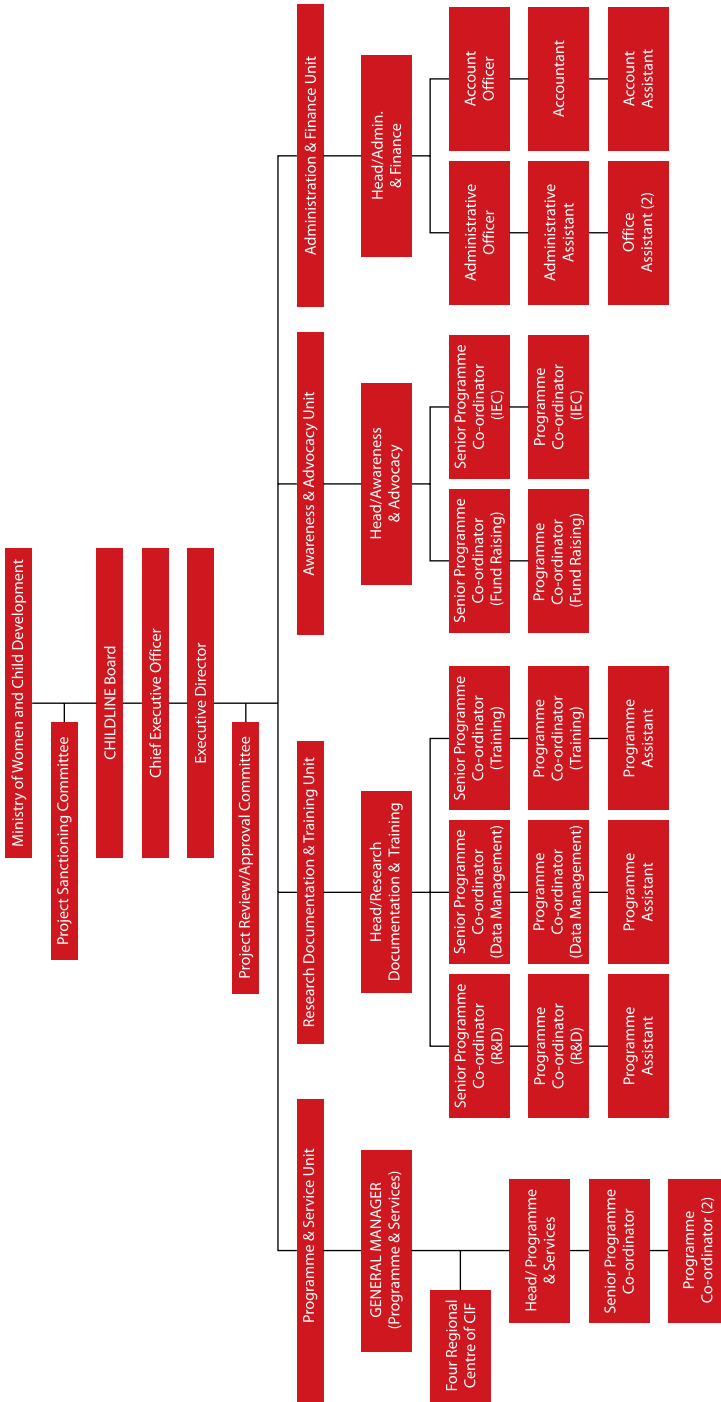 Ministry of Women and Child Development
Project Sanctioning Committee
CHILDLINE Board
Chief Executive Officer
Executive Director
Project Review/Approval Committee
Programme & Service Unit
GENERAL MANAGER
(Programme & Services)
Four Regional
Centre of CIF
Head/ Programme
& Services
Senior Programme
Co-ordinator
Programme
Co-ordinator (2)
Research Documentation & Training Unit
Head/Research
Documentation & Training
Senior Programme
Co-ordinator
(R&D)
Programme
Co-ordinator
(R&D)
Programme
Assistant
Senior Programme
Co-ordinator
(Data Management)
Programme
Co-ordinator
(Data Management)
Programme
Assistant
Senior Programme
Co-ordinator
(Training)
Programme
Co-ordinator
(Training)
Programme
Assistant
Awareness & Advocacy Unit
Head/Awareness
& Advocacy
Senior Programme
Co-ordinator
(Fund Raising)
Programme
Co-ordinator
(Fund Raising)
Senior Programme
Co-ordinator
(IEC)
Programme
Co-ordinator
(IEC)
Administration & Finance Unit
Head/Admin.
& Finance
Administrative
Officer
Administrative
Assistant
Office
Assistant (2)
Account
Officer
Accountant
Account
Assistant